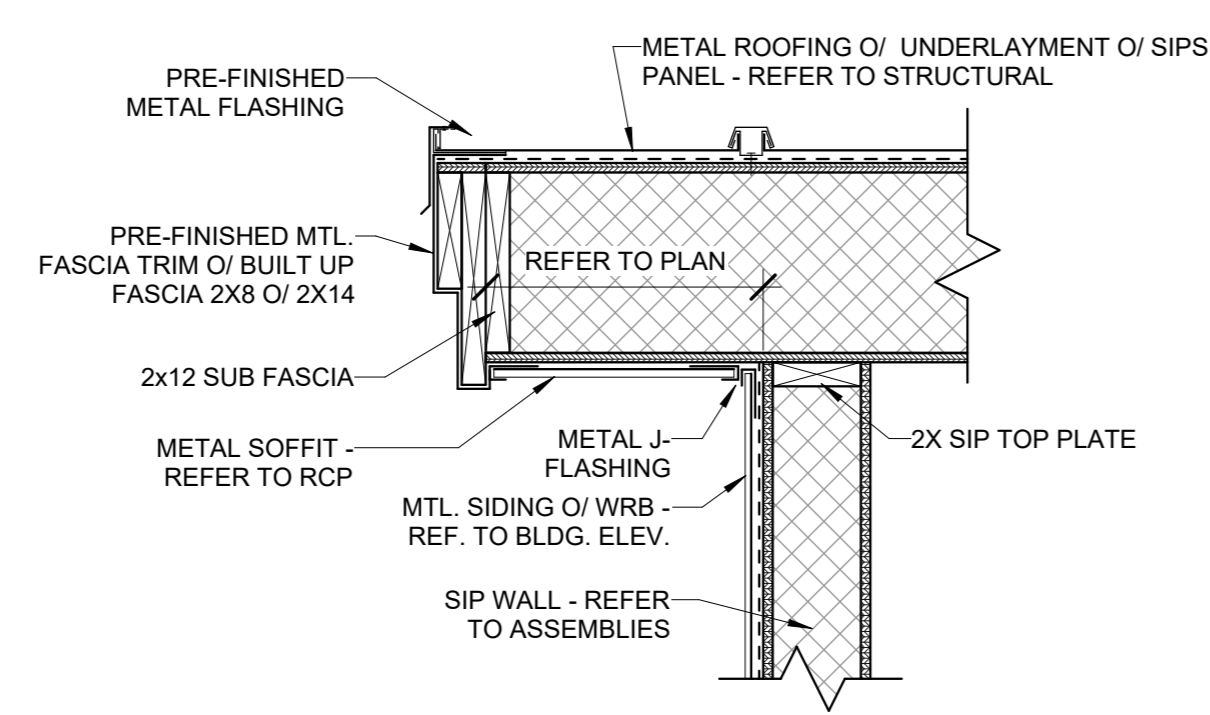 METAL ROOFING O/ UNDERLAYMENT O/ SIPS
PANEL - REFER TO STRUCTURAL
PRE-FINISHED
METAL FLASHING
PRE-FINISHED MTL.
FASCIA TRIM O/ BUILT UP
FASCIA 2X8 O/ 2X14
REFER TO PLAN
2x12 SUB FASCIA
METAL SOFFIT -
REFER TO RCP
METAL J-
FLASHING
2X SIP TOP PLATE
MTL. SIDING O/ WRB -
REF. TO BLDG. ELEV.
SIP WALL - REFER
TO ASSEMBLIES